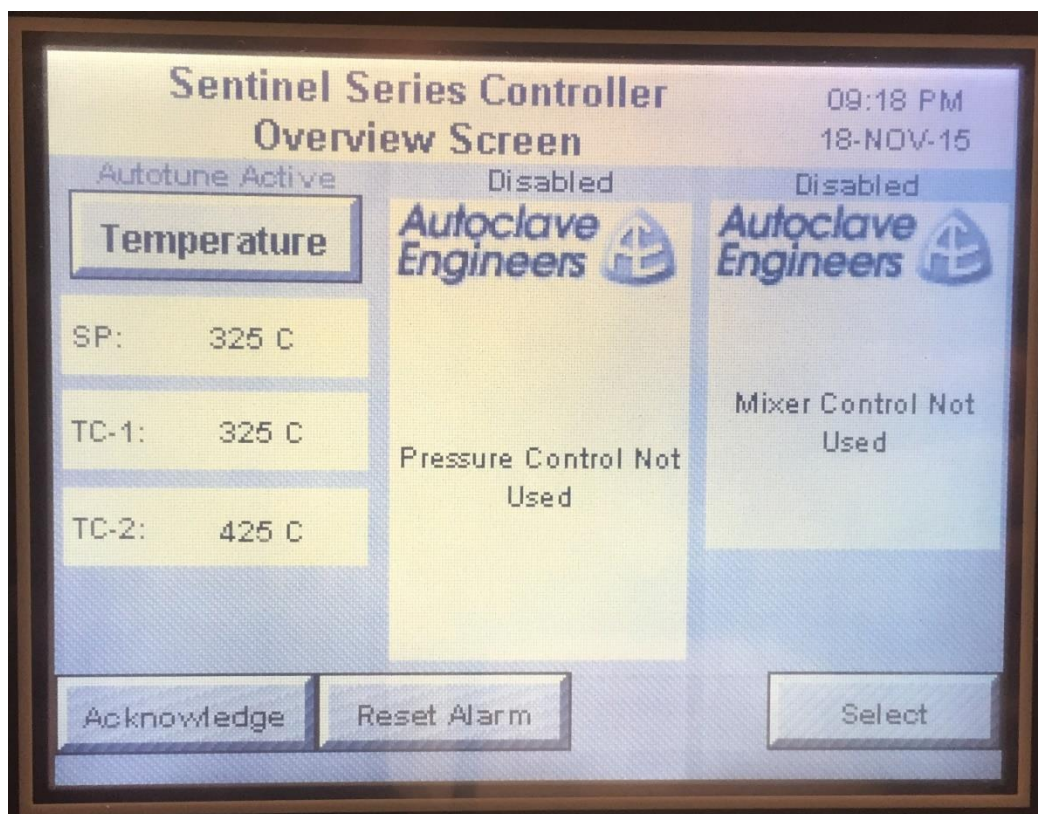 Sentinel Series Controller
Overview Screen
09:18 PM
18-NOV-15
Autotune Active
Temperature
SP: 325 C
TC-1: 325 C
TC-2: 425 C
Disabled
Autoclave
Engineers
Pressure Control Not
Used
Disabled
Autoclave
Engineers
Mixer Control Not
Used
Acknowledge
Reset Alarm
Select